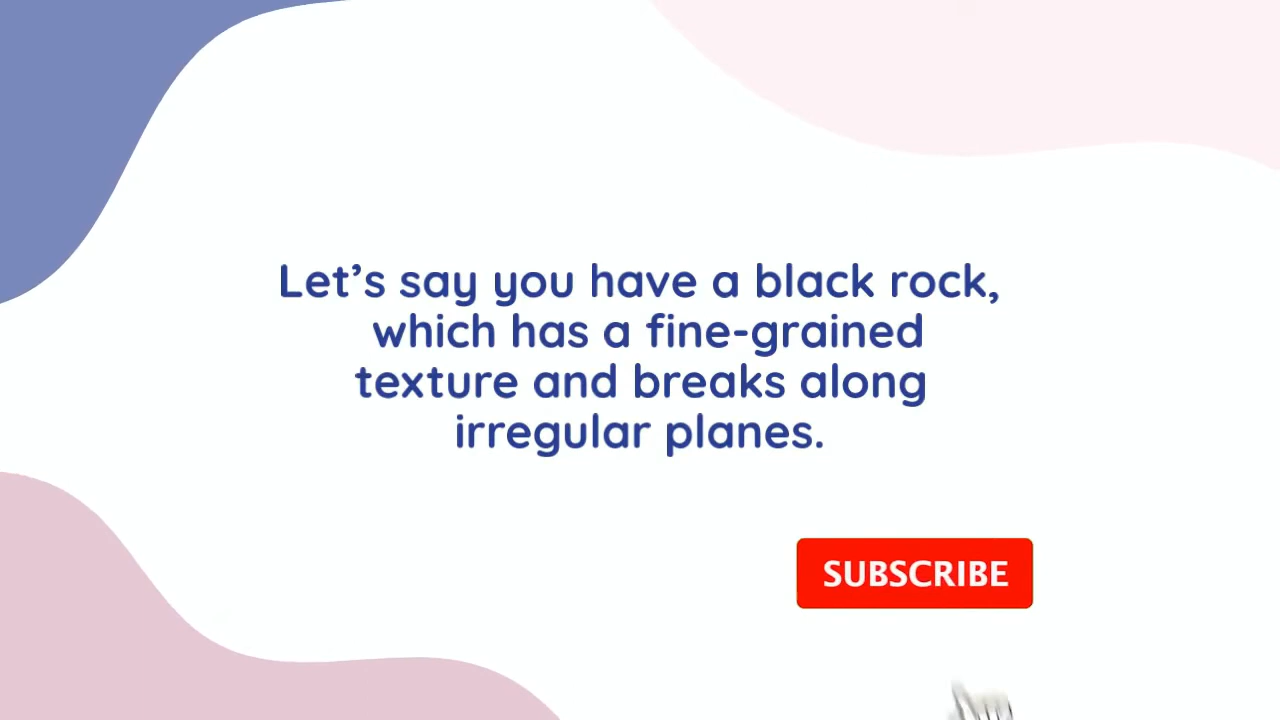 Let’s say you have a black rock,
which has a fine-grained
texture and breaks along
irregular planes.
SUBSCRIBE